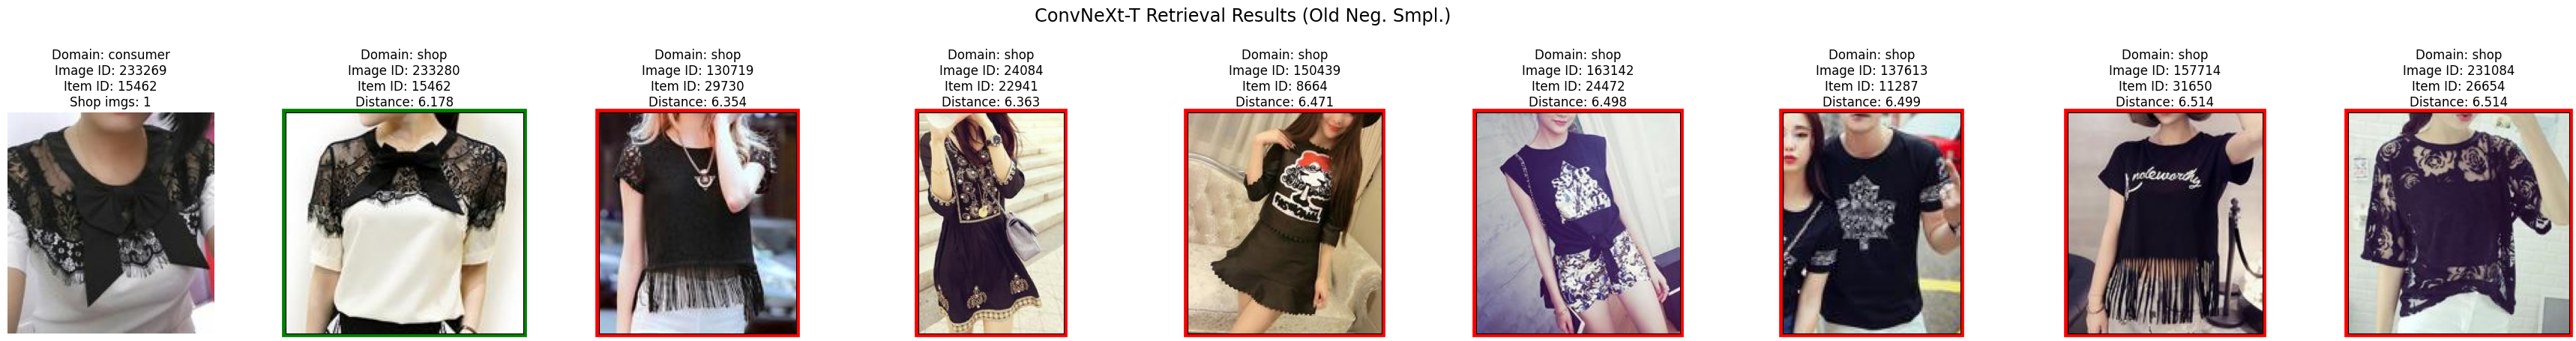 ConvNeXt-T Retrieval Results (Old Neg. Smpl.)
Domain: consumer
Image ID: 233269
Item ID: 15462
Shop imgs: 1
Domain: shop
Image ID: 233280
Item ID: 15462
Distance: 6.178
Domain: shop
Image ID: 130719
Item ID: 29730
Distance: 6.354
Domain: shop
Image ID: 24084
Item ID: 22941
Distance: 6.363
Domain: shop
Image ID: 150439
Item ID: 8664
Distance: 6.471
Domain: shop
Image ID: 163142
Item ID: 24472
Distance: 6.498
Domain: shop
Image ID: 137613
Item ID: 11287
Distance: 6.499
Domain: shop
Image ID: 157714
Item ID: 31650
Distance: 6.514
noteworthy
Domain: shop
Image ID: 231084
Item ID: 26654
Distance: 6.514